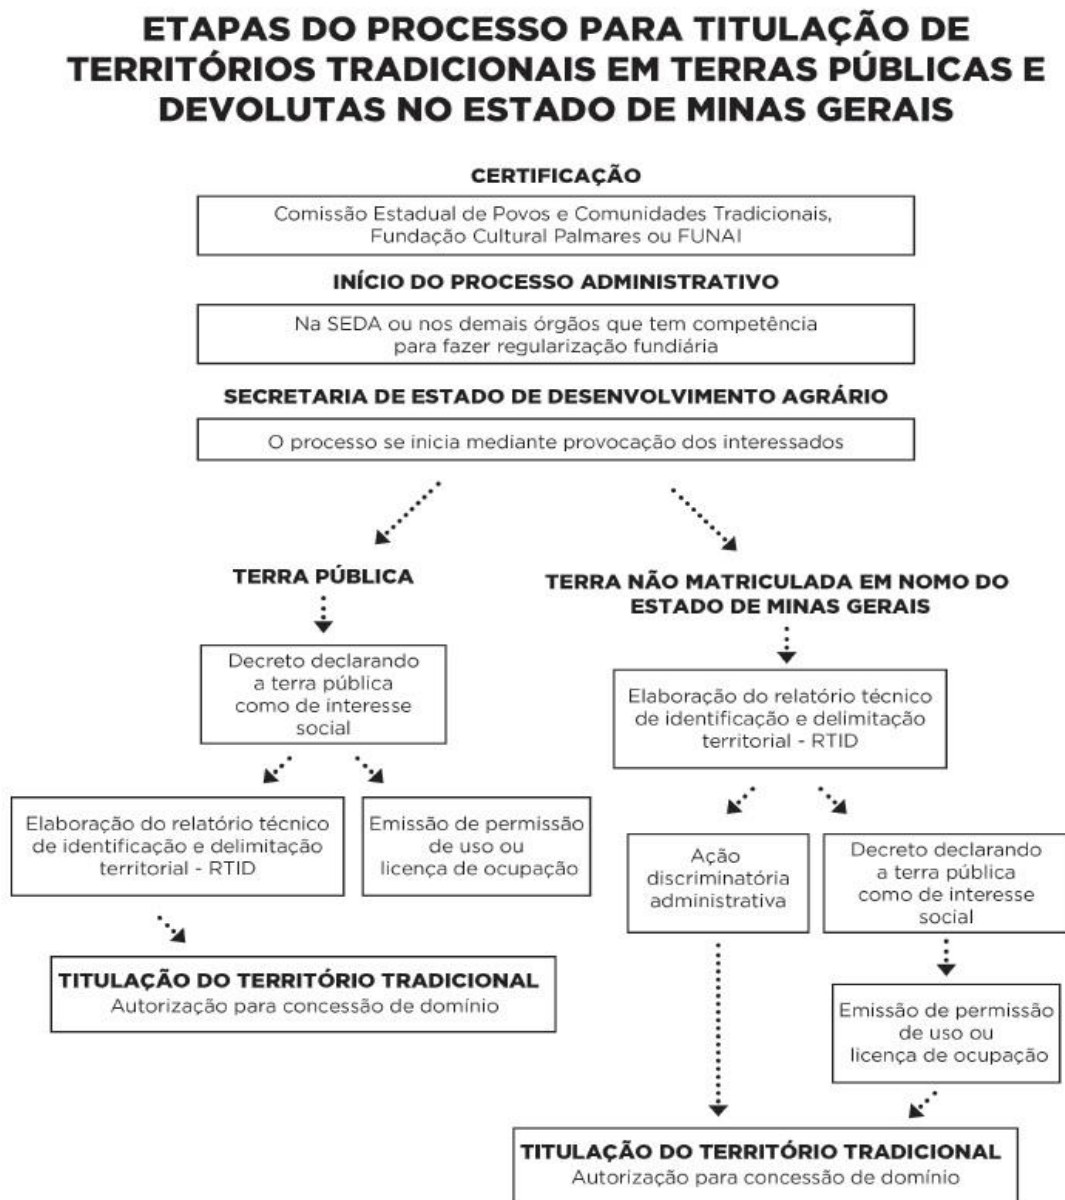 ETAPAS DO PROCESSO PARA TITULAÇÃO DE
TERRITÓRIOS TRADICIONAIS EM TERRAS PÚBLICAS E
DEVOLUTAS NO ESTADO DE MINAS GERAIS
CERTIFICAÇÃO
Comissão Estadual de Povos e Comunidades Tradicionais,
Fundação Cultural Palmares ou FUNAI
INÍCIO DO PROCESSO ADMINISTRATIVO
Na SEDA ou nos demais órgãos que tem competência
para fazer regularização fundiária
SECRETARIA DE ESTADO DE DESENVOLVIMENTO AGRÁRIO
O processo se inicia mediante provocação dos interessados
TERRA PÚBLICA
Decreto declarando
a terra pública
como de interesse
social
Elaboração do relatório técnico
de identificação e delimitação
territorial - RTID
Emissão de permissão
de uso ou
licença de ocupação
TITULAÇÃO DO TERRITÓRIO TRADICIONAL
Autorização para concessão de domínio
TERRA NÃO MATRICULADA EM NOMO DO
ESTADO DE MINAS GERAIS
Elaboração do relatório técnico
de identificação e delimitação
territorial - RTID
Ação
discriminatória
administrativa
Decreto declarando
a terra pública
como de interesse
social
Emissão de permissão
de uso ou
licença de ocupação
TITULAÇÃO DO TERRITÓRIO TRADICIONAL
Autorização para concessão de domínio